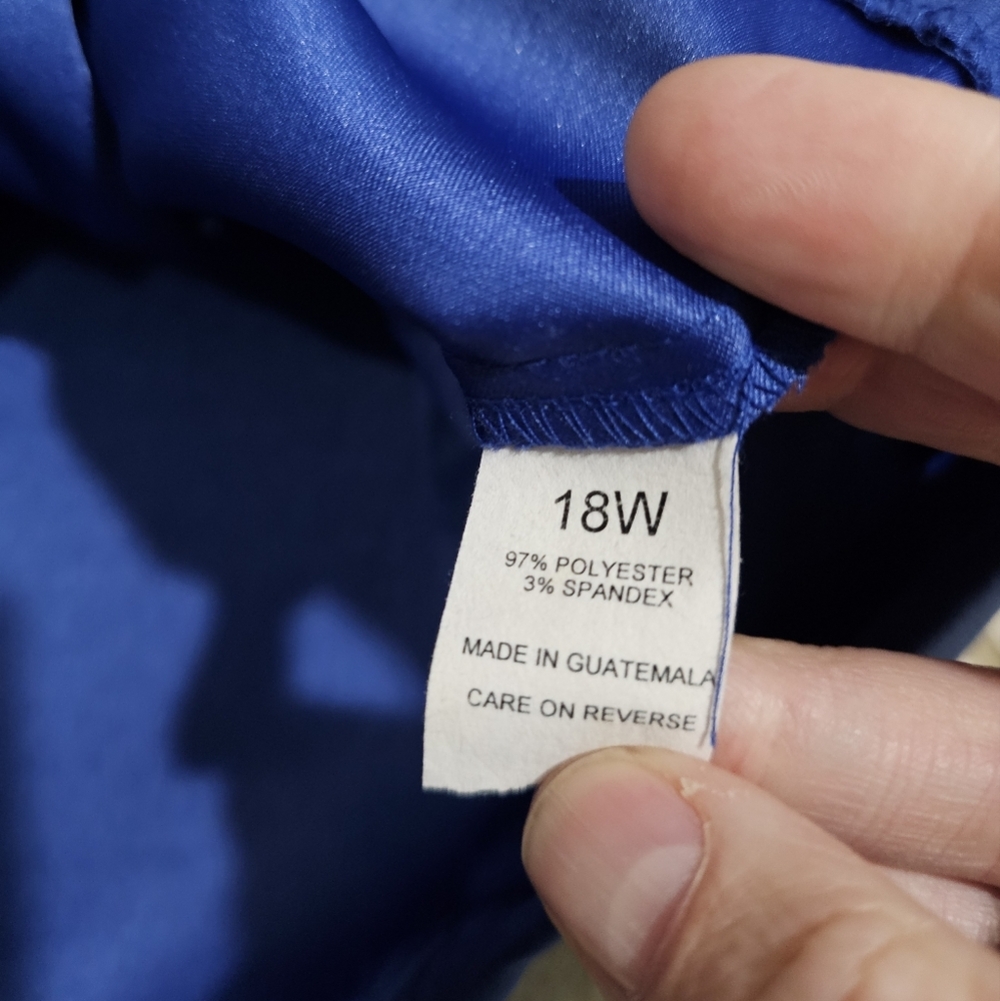 18W
97% POLYESTER
3% SPANDEX
MADE IN GUATEMALA
CARE ON REVERSE